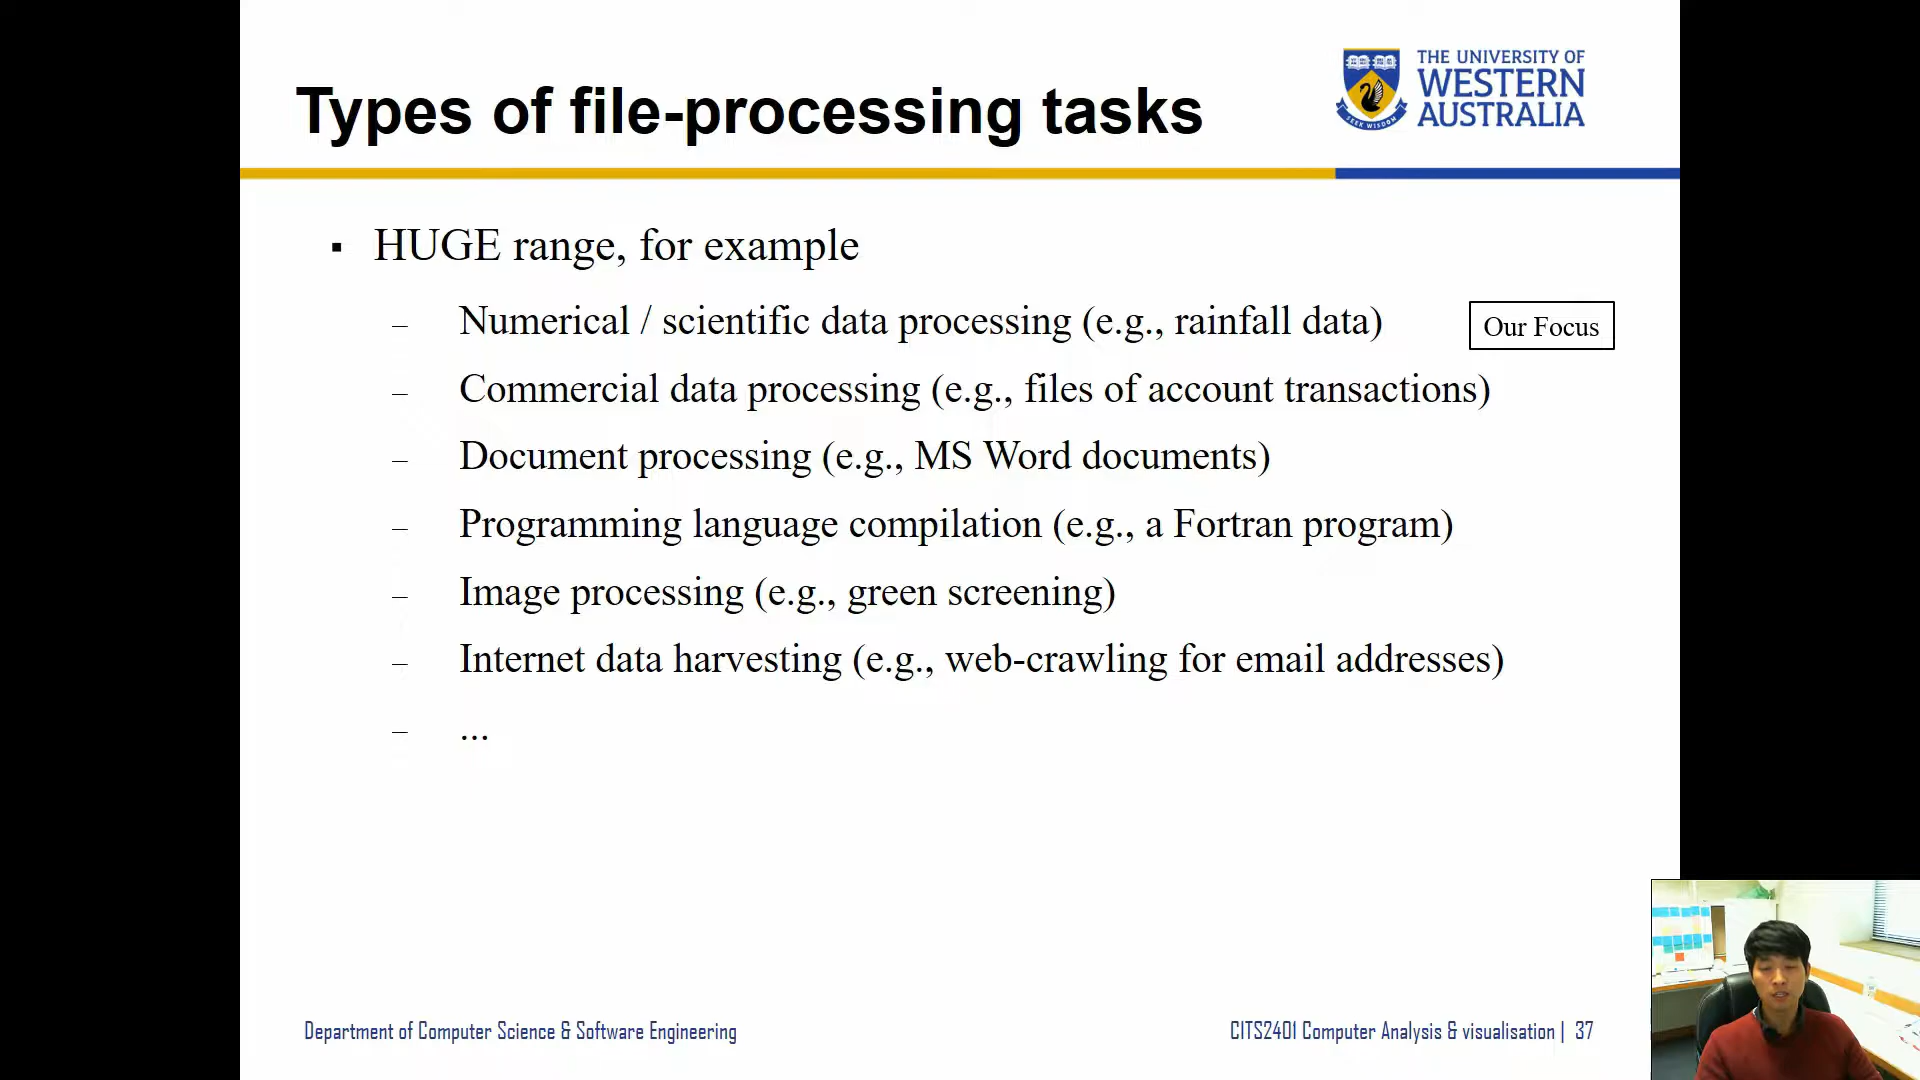 Types of file-processing tasks
THE UNIVERSITY OF
WESTERN
AUSTRALIA
SEEK WISDOM
▪ HUGE range, for example
– Numerical / scientific data processing (e.g., rainfall data)
Our Focus
– Commercial data processing (e.g., files of account transactions)
– Document processing (e.g., MS Word documents)
– Programming language compilation (e.g., a Fortran program)
– Image processing (e.g., green screening)
– Internet data harvesting (e.g., web-crawling for email addresses)
– ...
Department of Computer Science & Software Engineering
CITS2401 Computer Analysis & visualisation | 37